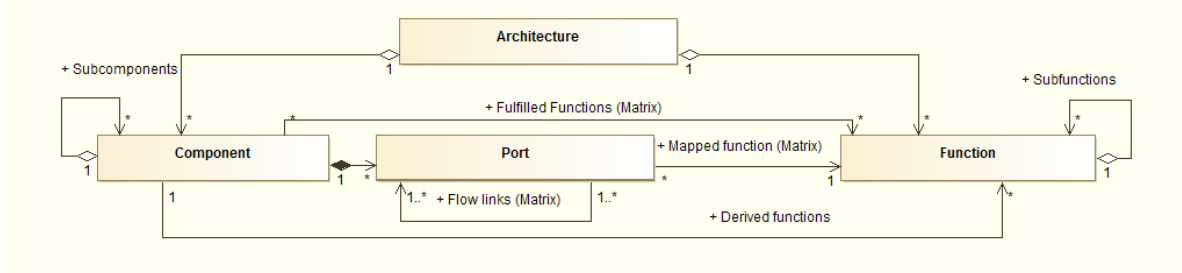 Architecture
1
1
+ Subcomponents
+ Subfunctions
*
*
*
*
+ Fulfilled Functions (Matrix)
*
*
Component
Port
+ Mapped function (Matrix)
Function
1
1
*
*
1
1
1
1..*
+ Flow links (Matrix)
1..*
*
+ Derived functions